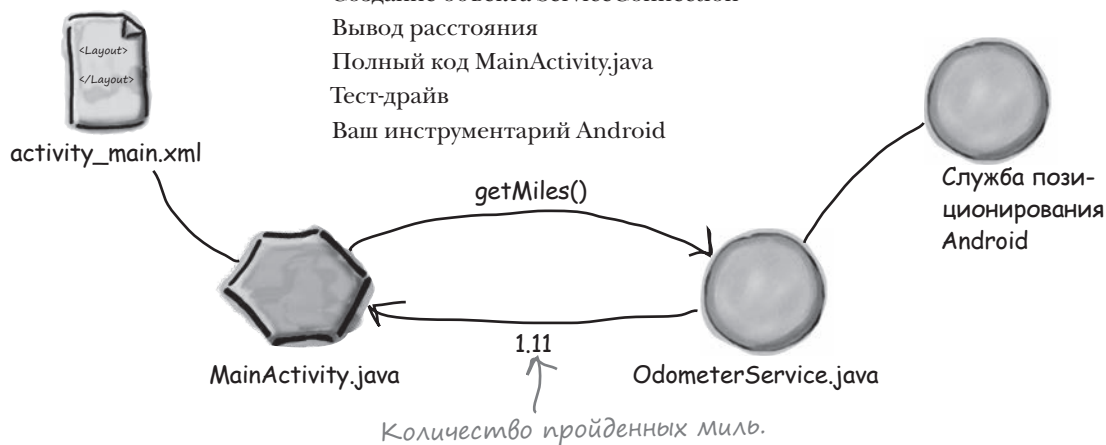 Вывод расстояния
Полный код MainActivity.java
Тест-драйв
Ваш инструментарий Android
<Layout>
</Layout>
activity_main.xml
getMiles()
Служба пози-
ционирования
Android
1.11
MainActivity.java
OdometerService.java
Количество пройденных миль.